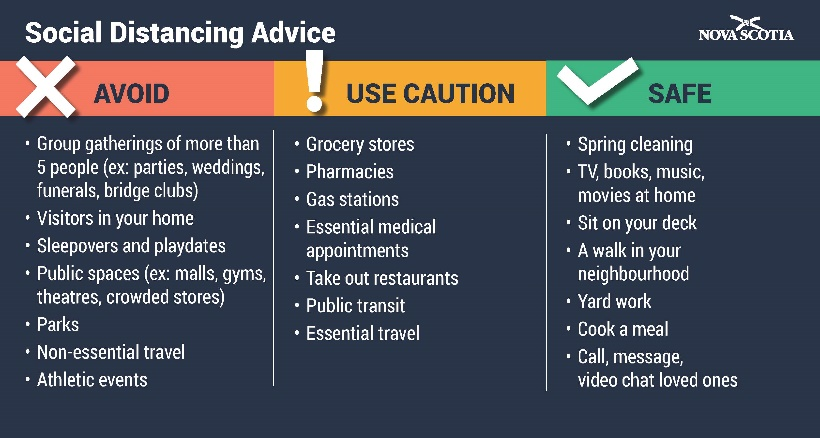 Social Distancing Advice
NOVA SCOTIA
AVOID
• Group gatherings of more than
5 people (ex: parties, weddings,
funerals, bridge clubs)
• Visitors in your home
• Sleepovers and playdates
• Public spaces (ex: malls, gyms,
theatres, crowded stores)
• Parks
• Non-essential travel
• Athletic events
! USE CAUTION
• Grocery stores
• Pharmacies
• Gas stations
• Essential medical
appointments
• Take out restaurants
• Public transit
• Essential travel
SAFE
• Spring cleaning
• TV, books, music,
movies at home
• Sit on your deck
• A walk in your
neighbourhood
• Yard work
• Cook a meal
• Call, message,
video chat loved ones